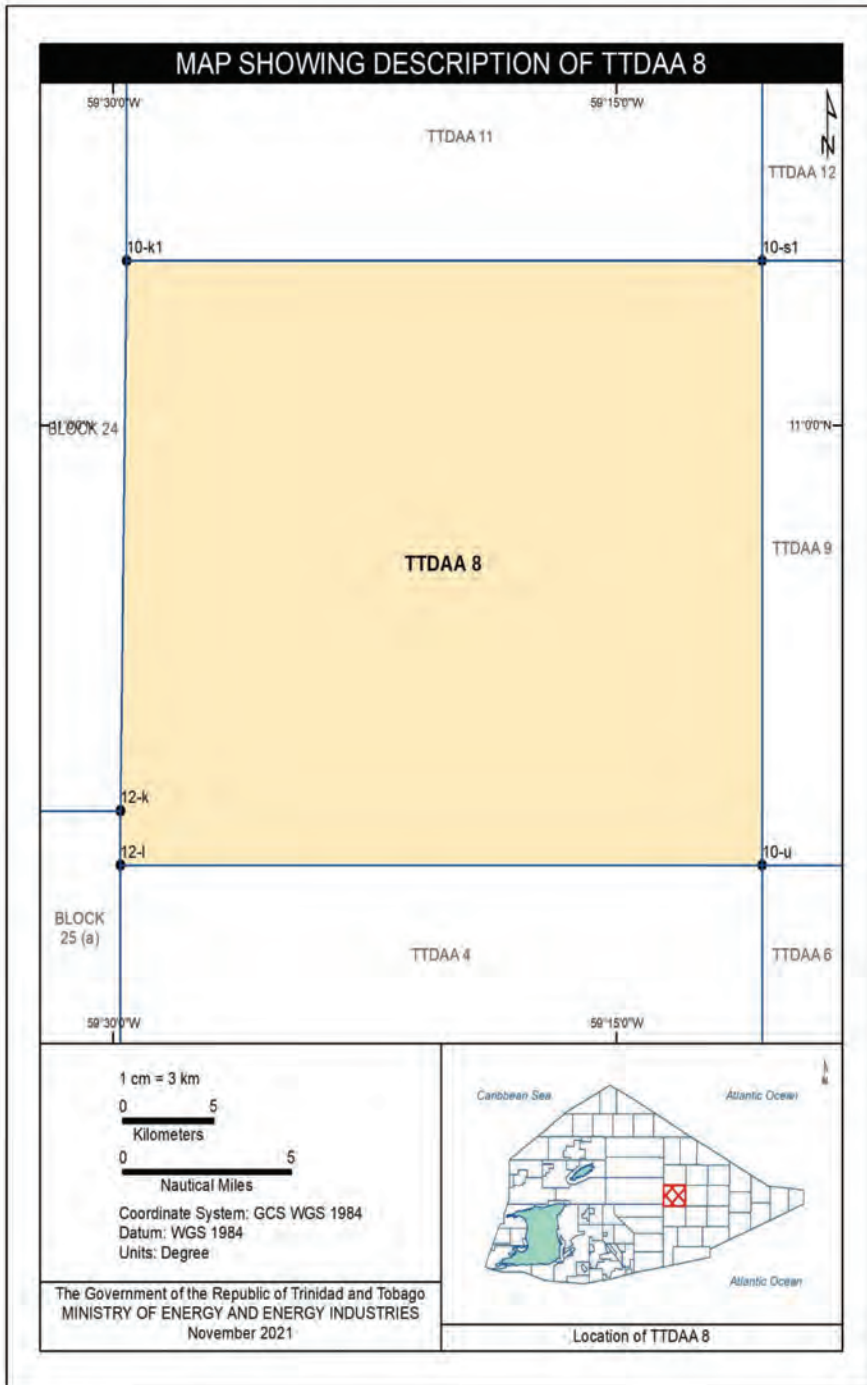 MAP SHOWING DESCRIPTION OF TTDAA 8
59°30'0"W
59°15'0"W
TTDAA 11
N
TTDAA 12
10-k1
10-s1
11°0'0"N
BLOCK 24
11°0'0"N
TTDAA 9
TTDAA 8
12-k
12-l
10-u
BLOCK
25 (a)
TTDAA 4
TTDAA 6
59°30'0"W
59°15'0"W
1 cm = 3 km
0 5
Kilometers
0 5
Nautical Miles
Coordinate System: GCS WGS 1984
Datum: WGS 1984
Units: Degree
The Government of the Republic of Trinidad and Tobago
MINISTRY OF ENERGY AND ENERGY INDUSTRIES
November 2021
Caribbean Sea
Atlantic Ocean
Atlantic Ocean
Location of TTDAA 8